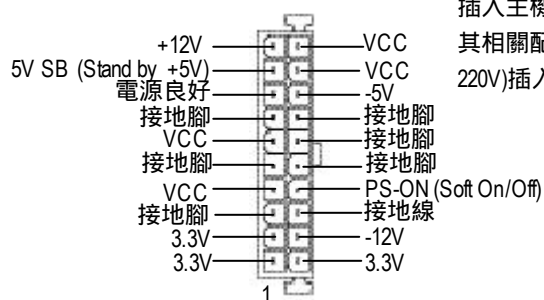 插入主機
其相關配
220V)插入
+12V VCC
5V SB (Stand by +5V) VCC
電源良好 -5V
接地腳 接地腳
VCC 接地腳
接地腳 接地腳
VCC PS-ON (Soft On/Off)
接地腳 接地線
3.3V -12V
3.3V 3.3V
1